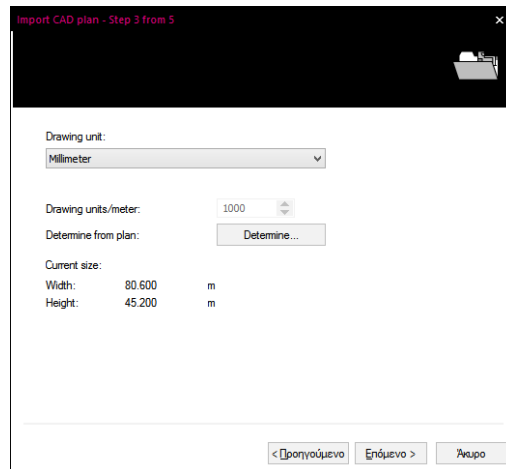 Import CAD plan - Step 3 from 5
Drawing unit:
Millimeter
Drawing units/meter: 1000
Determine from plan: Determine...
Current size:
Width: 80.600 m
Height: 45.200 m
< Προηγούμενο Επόμενο > Άκυρο